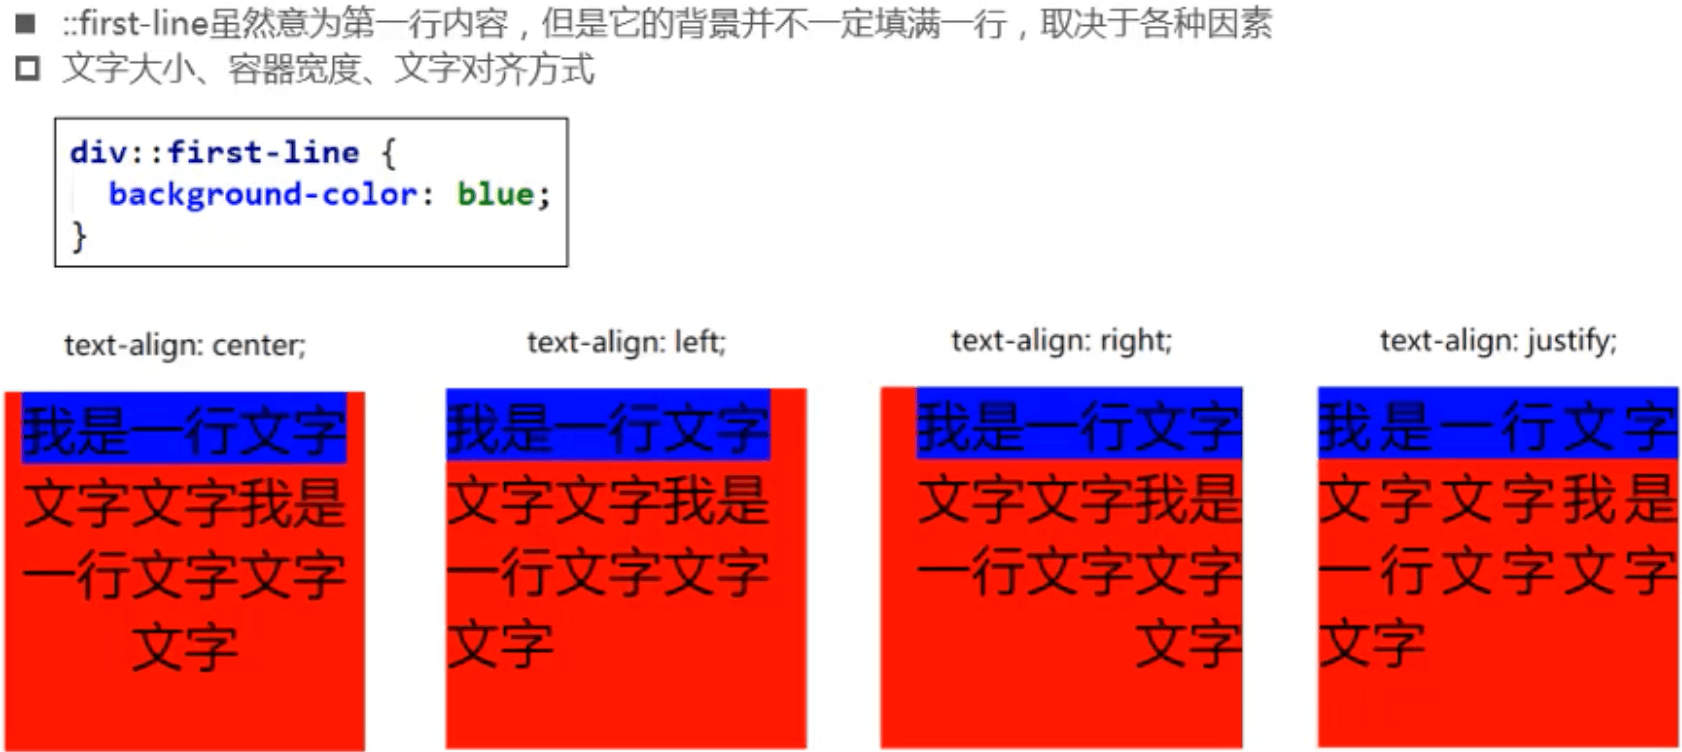 ::first-line虽然意为第一行内容，但是它的背景并不一定填满一行，取决于各种因素
文字大小、容器宽度、文字对齐方式
div::first-line {
  background-color: blue;
}
text-align: center;
我是一行文字
文字文字我是
一行文字文字
文字
text-align: left;
我是一行文字
文字文字我是
一行文字文字
文字
text-align: right;
我是一行文字
文字文字我是
一行文字文字
文字
text-align: justify;
我是一行文字
文字文字我是
一行文字文字
文字